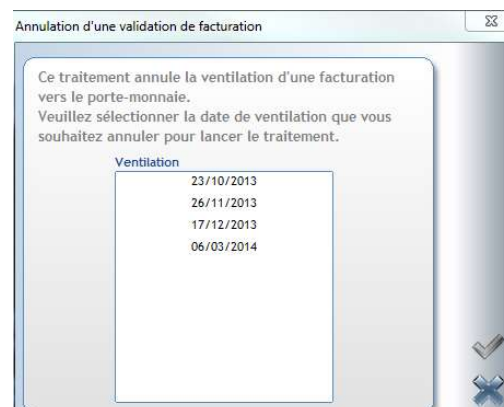 Annulation d'une validation de facturation
Ce traitement annule la ventilation d'une facturation
vers le porte-monnaie.
Veuillez sélectionner la date de ventilation que vous
souhaitez annuler pour lancer le traitement.
Ventilation
23/10/2013
26/11/2013
17/12/2013
06/03/2014